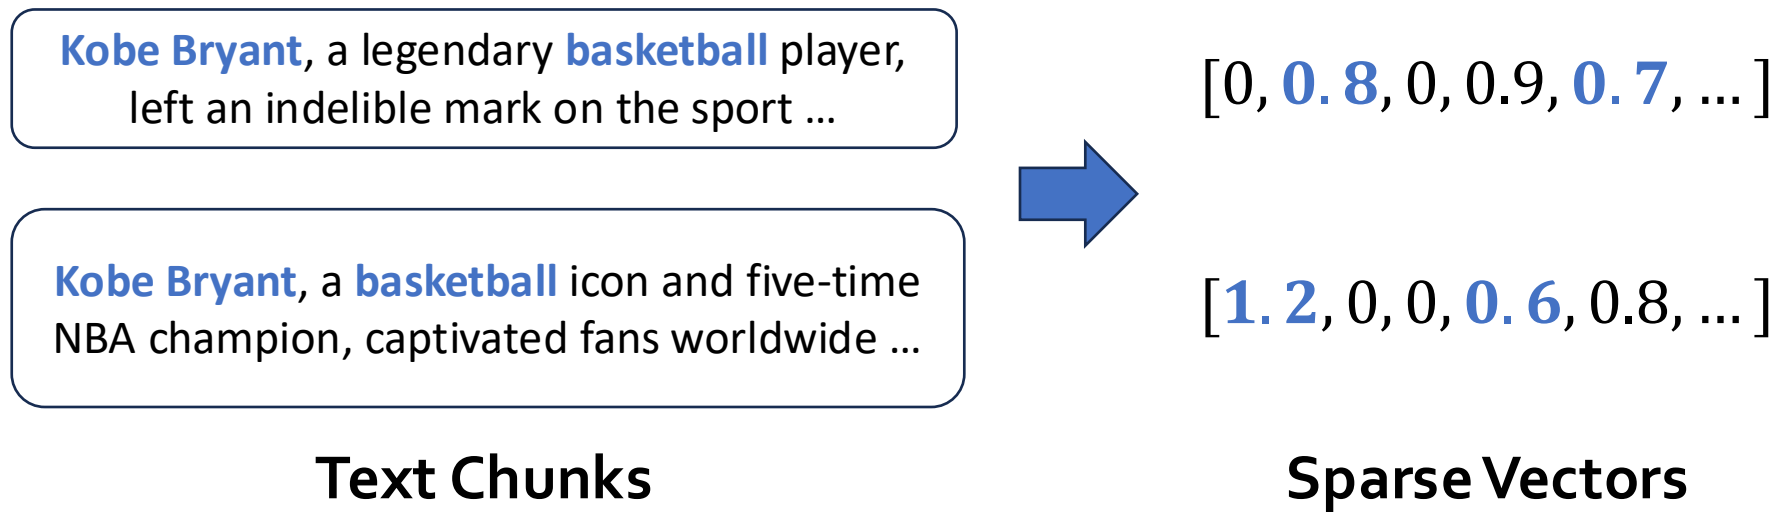 Kobe Bryant, a legendary basketball player,
left an indelible mark on the sport ...
[0, 0.8, 0, 0.9, 0.7, ... ]
Kobe Bryant, a basketball icon and five-time
NBA champion, captivated fans worldwide ...
[1.2, 0, 0, 0.6, 0.8, ... ]
Text Chunks
Sparse Vectors